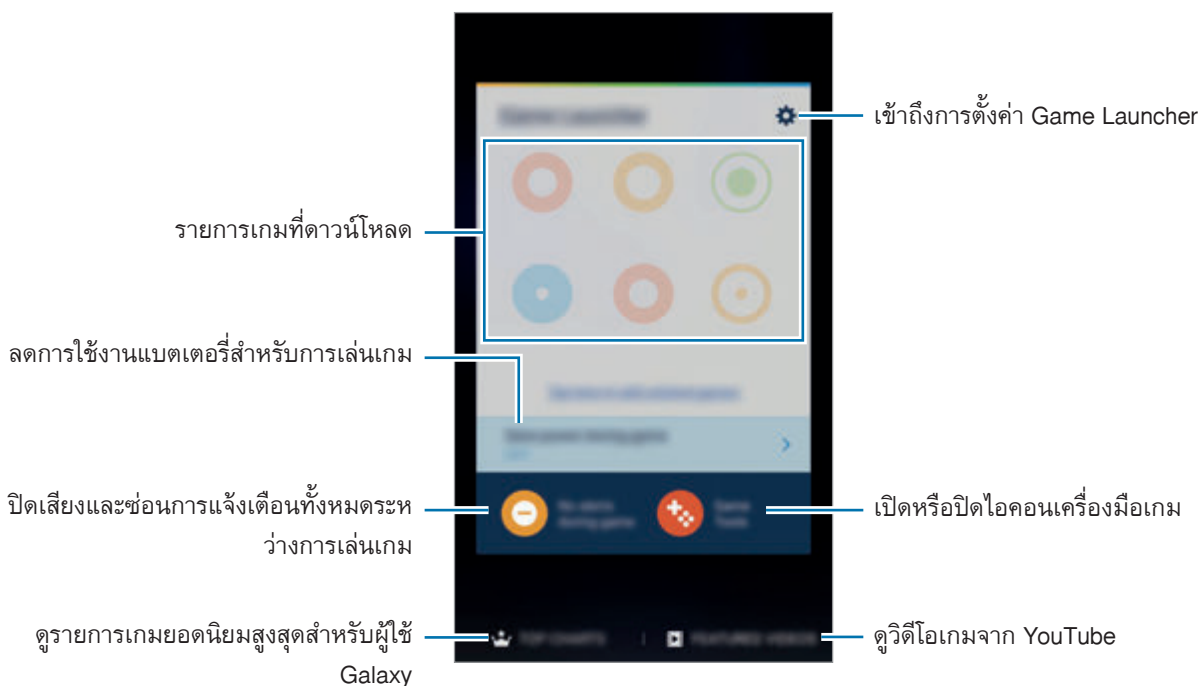 เข้าถึงการตั้งค่า Game Launcher
รายการเกมที่ดาวน์โหลด
ลดการใช้งานแบตเตอรี่สำหรับการเล่นเกม
ปิดเสียงและซ่อนการแจ้งเตือนทั้งหมดระห
ว่างการเล่นเกม
เปิดหรือปิดไอคอนเครื่องมือเกม
ดูรายการเกมยอดนิยมสูงสุดสำหรับผู้ใช้
Galaxy
ดูวิดีโอเกมจาก YouTube